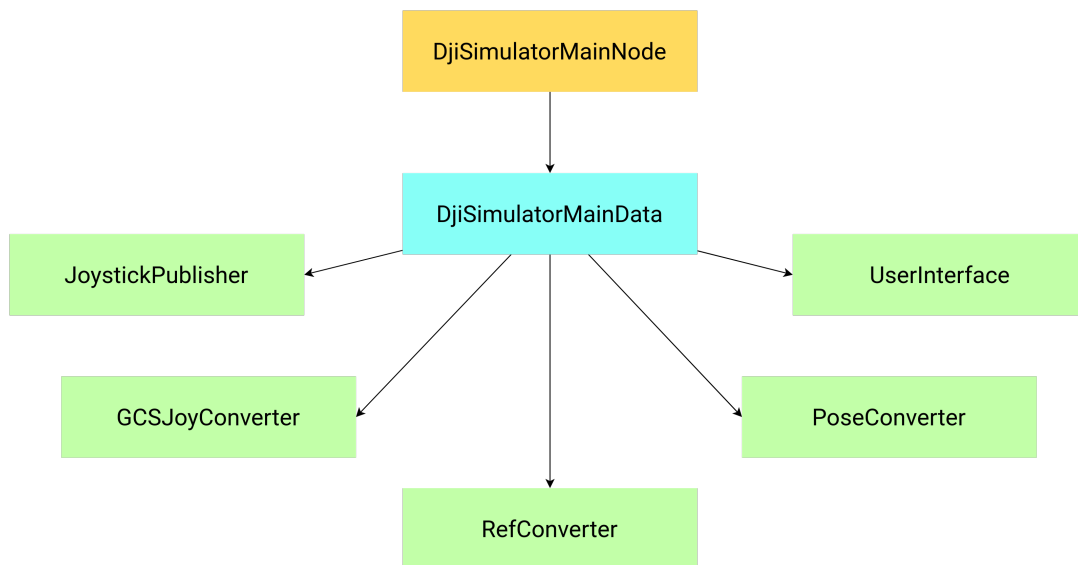 DjiSimulatorMainNode
DjiSimulatorMainData
JoystickPublisher
UserInterface
GCSJoyConverter
PoseConverter
RefConverter